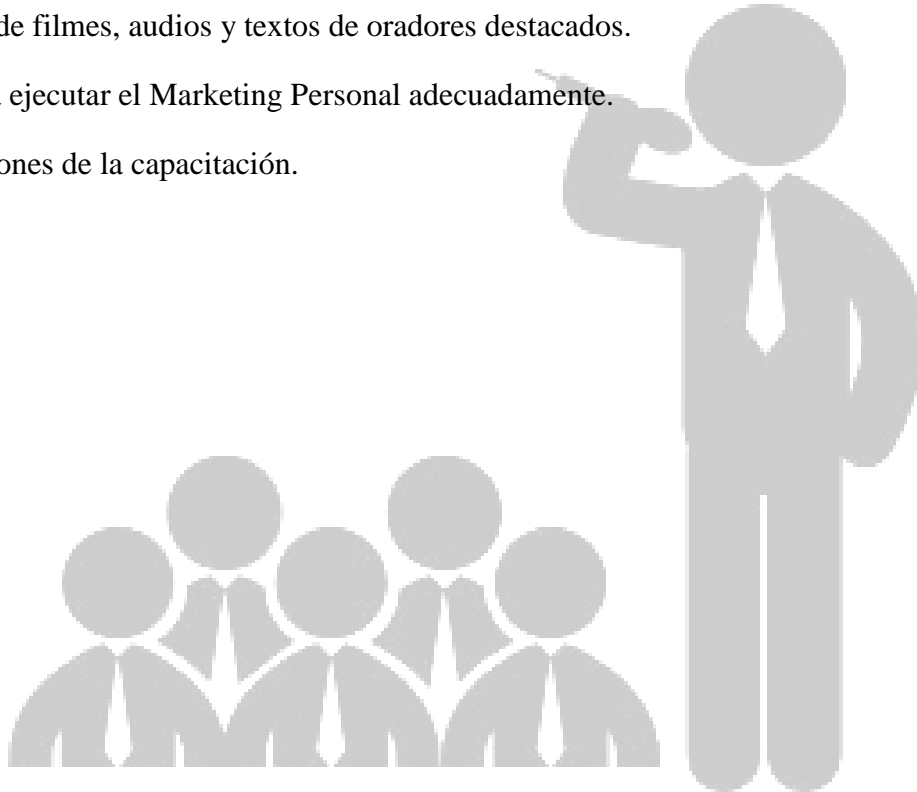 de filmes, audios y textos de oradores destacados.
ejecutar el Marketing Personal adecuadamente.
ones de la capacitación.